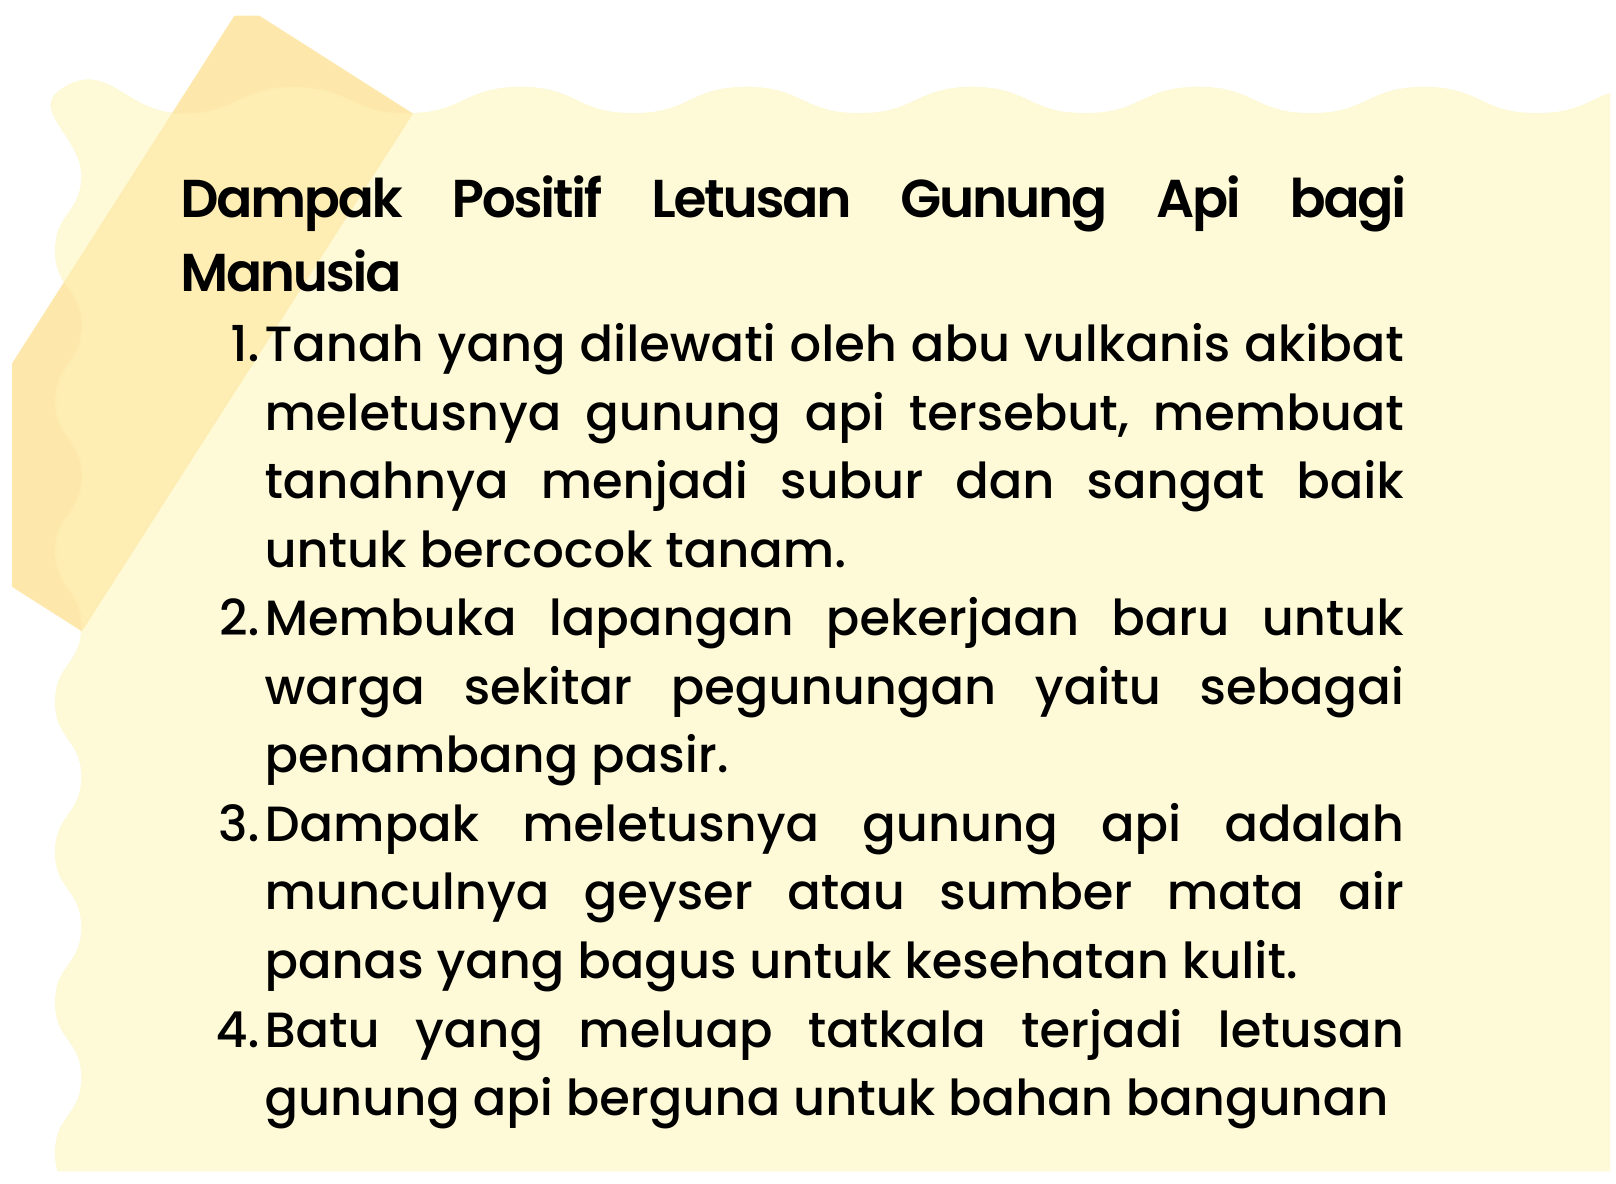 Dampak Positif Letusan Gunung Api bagi
Manusia
1. Tanah yang dilewati oleh abu vulkanis akibat
meletusnya gunung api tersebut, membuat
tanahnya menjadi subur dan sangat baik
untuk bercocok tanam.
2. Membuka lapangan pekerjaan baru untuk
warga sekitar pegunungan yaitu sebagai
penambang pasir.
3. Dampak meletusnya gunung api adalah
munculnya geyser atau sumber mata air
panas yang bagus untuk kesehatan kulit.
4. Batu yang meluap tatkala terjadi letusan
gunung api berguna untuk bahan bangunan